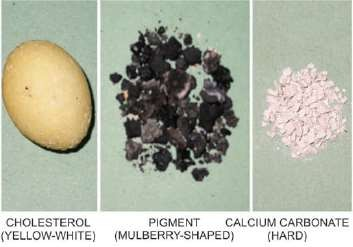 CHOLESTEROL
(YELLOW-WHITE)
PIGMENT
(MULBERRY-SHAPED)
CALCIUM CARBONATE
(HARD)